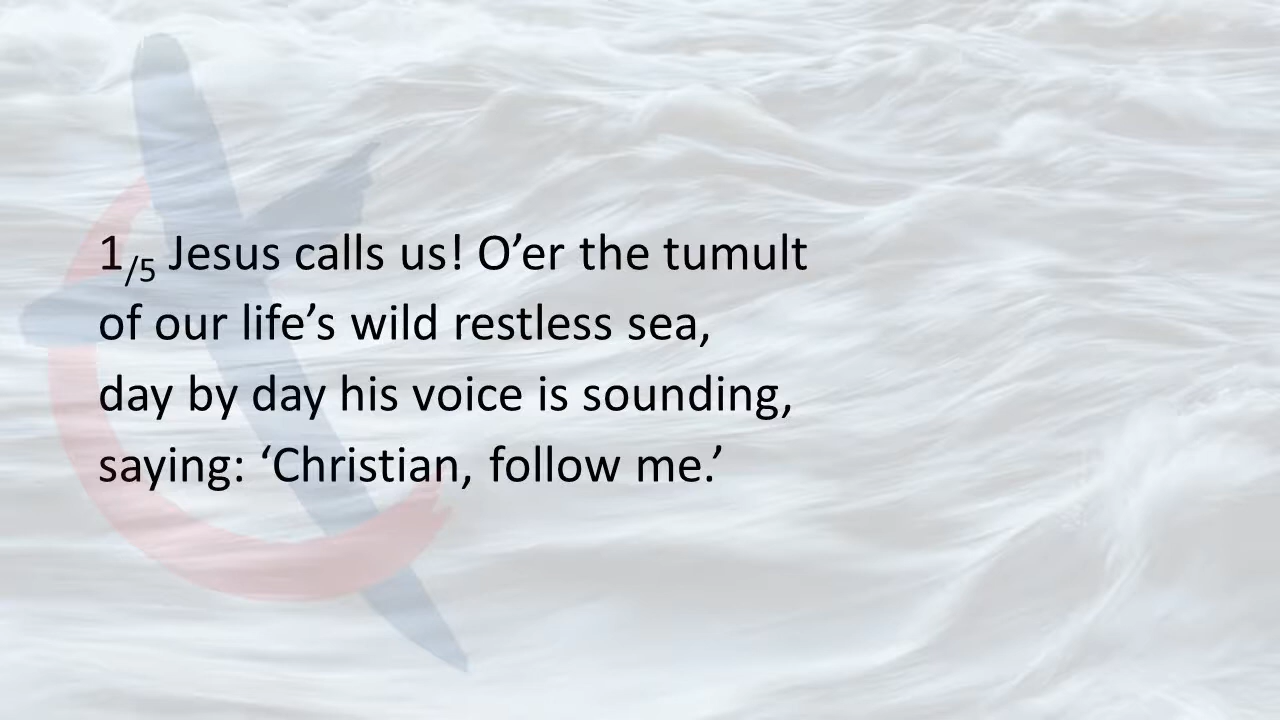 1/5 Jesus calls us! O’er the tumult
of our life’s wild restless sea,
day by day his voice is sounding,
saying: ‘Christian, follow me.’